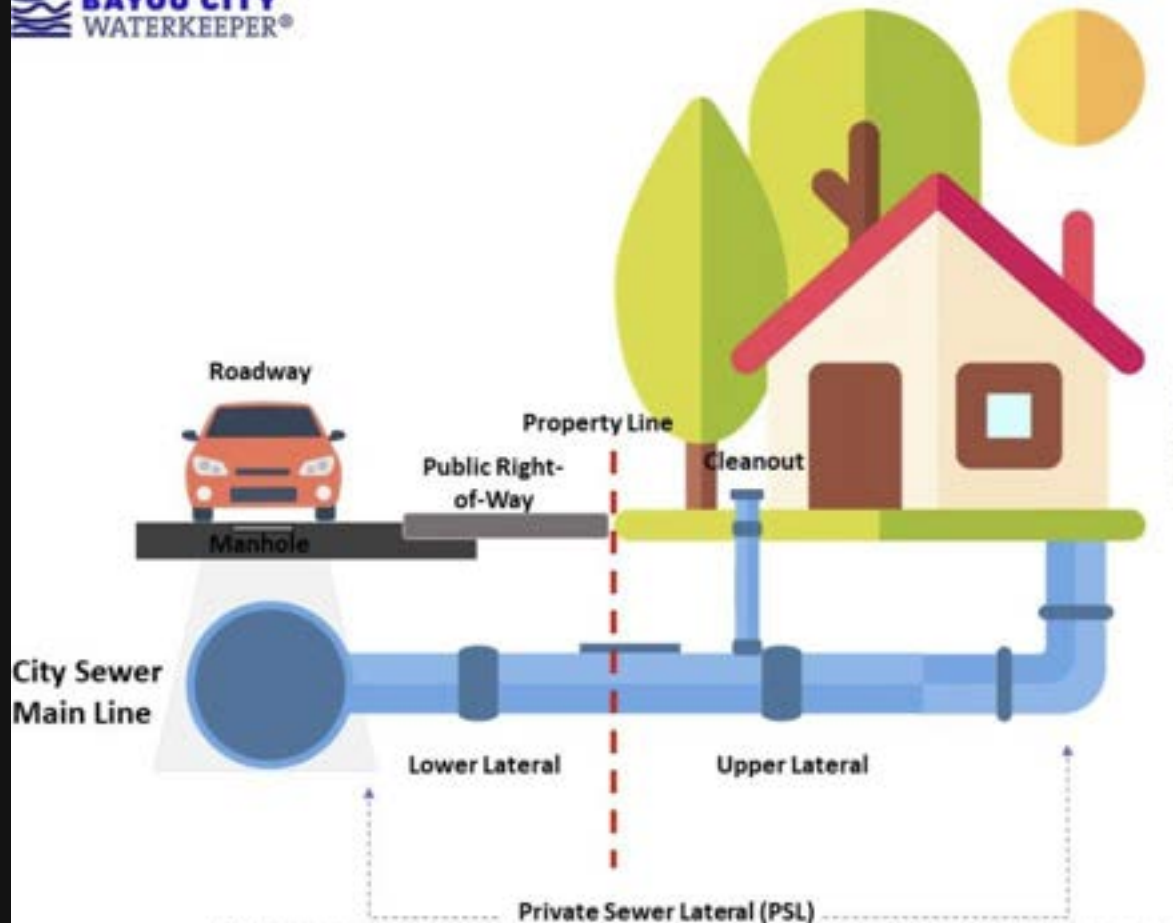 BAYOU CITY
WATERKEEPER®
Roadway
Property Line
Public Right-
of-Way
Cleanout
Manhole
City Sewer
Main Line
Lower Lateral
Upper Lateral
Private Sewer Lateral (PSL)